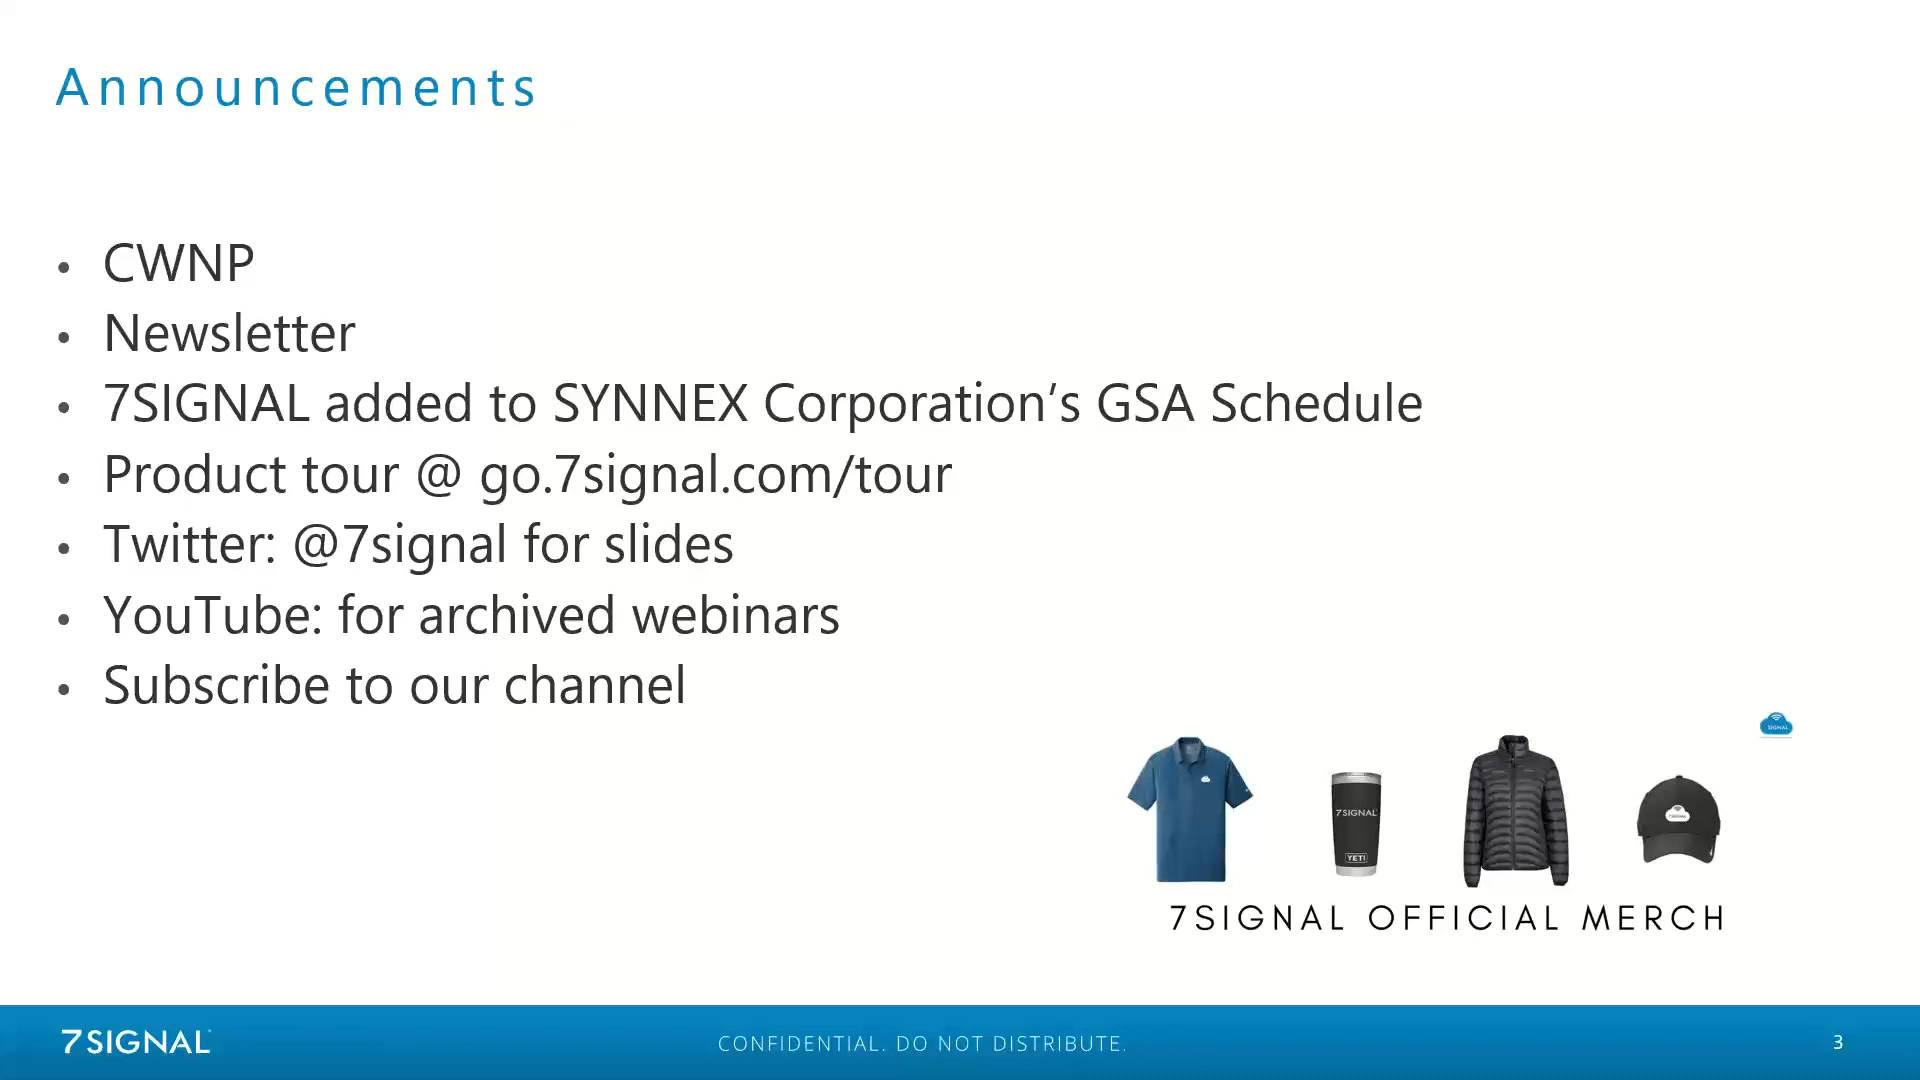 Announcements
• CWNP
• Newsletter
• 7SIGNAL added to SYNNEX Corporation’s GSA Schedule
• Product tour @ go.7signal.com/tour
• Twitter: @7signal for slides
• YouTube: for archived webinars
• Subscribe to our channel
SIGNAL
7SIGNAL
YETI
7SIGNAL OFFICIAL MERCH
7SIGNAL
CONFIDENTIAL. DO NOT DISTRIBUTE.
3